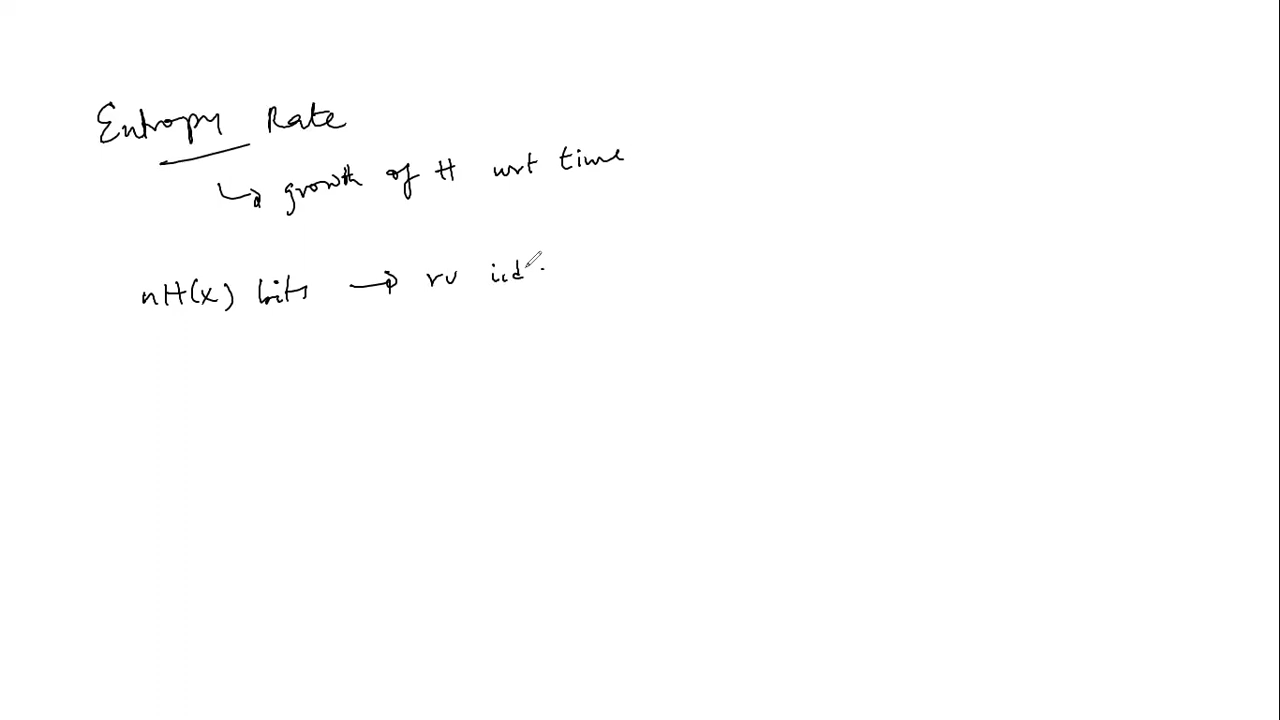 Entropy Rate
↳ growth of H wrt time
nH(x) bits → rv iid.